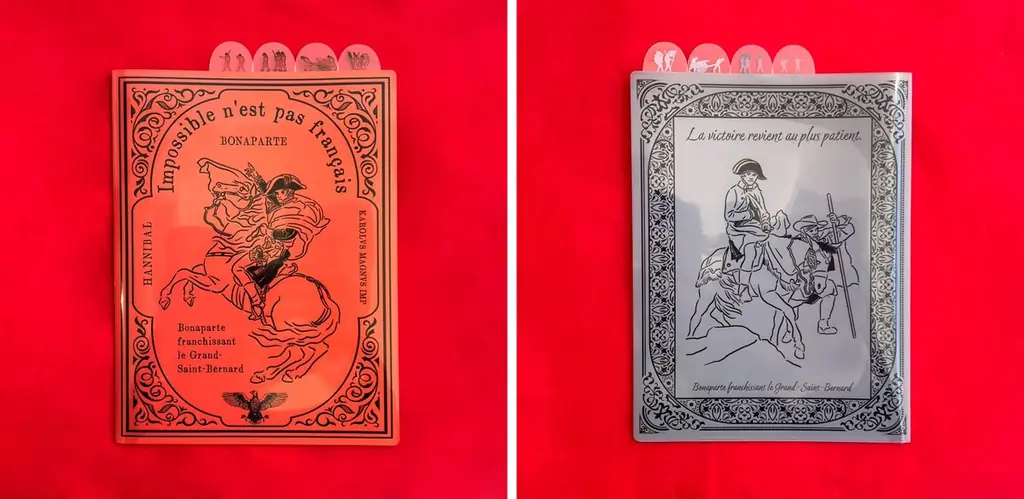 Impossible n'est pas français
BONAPARTE
HANNIBAL
KAROLVS MAGNVS IMP
Bonaparte
franchissant
le Grand-
Saint-Bernard
La victoire revient au plus patient.
Bonaparte franchissant le Grand-Saint-Bernard